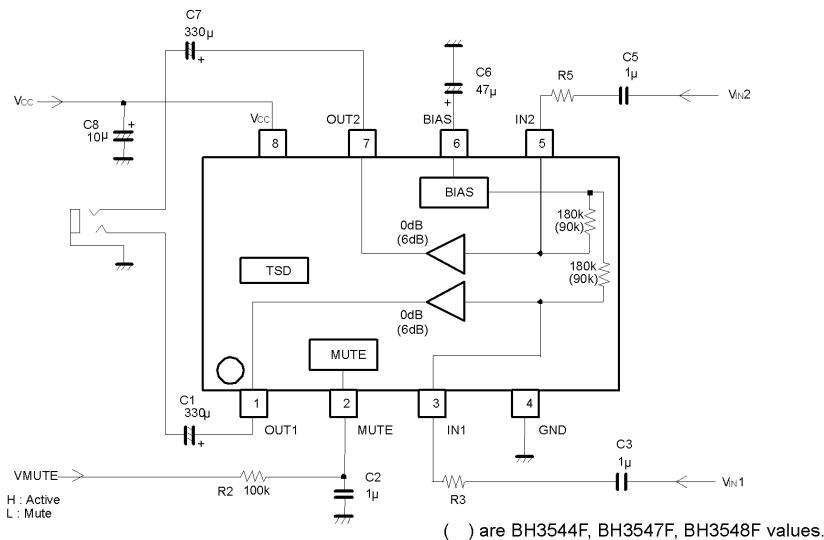 C7
330μ
+
C6
47μ
+
R5
C5
1μ
VIN2
VCC
C8
10μ
+
VCC
OUT2
BIAS
IN2
8
7
6
5
BIAS
180k
(90k)
0dB
(6dB)
TSD
180k
(90k)
0dB
(6dB)
MUTE
1
2
3
4
C1
330μ
+
OUT1
MUTE
IN1
GND
VMUTE
H : Active
L : Mute
R2
100k
C2
1μ
R3
C3
1μ
VIN1
( ) are BH3544F, BH3547F, BH3548F values.